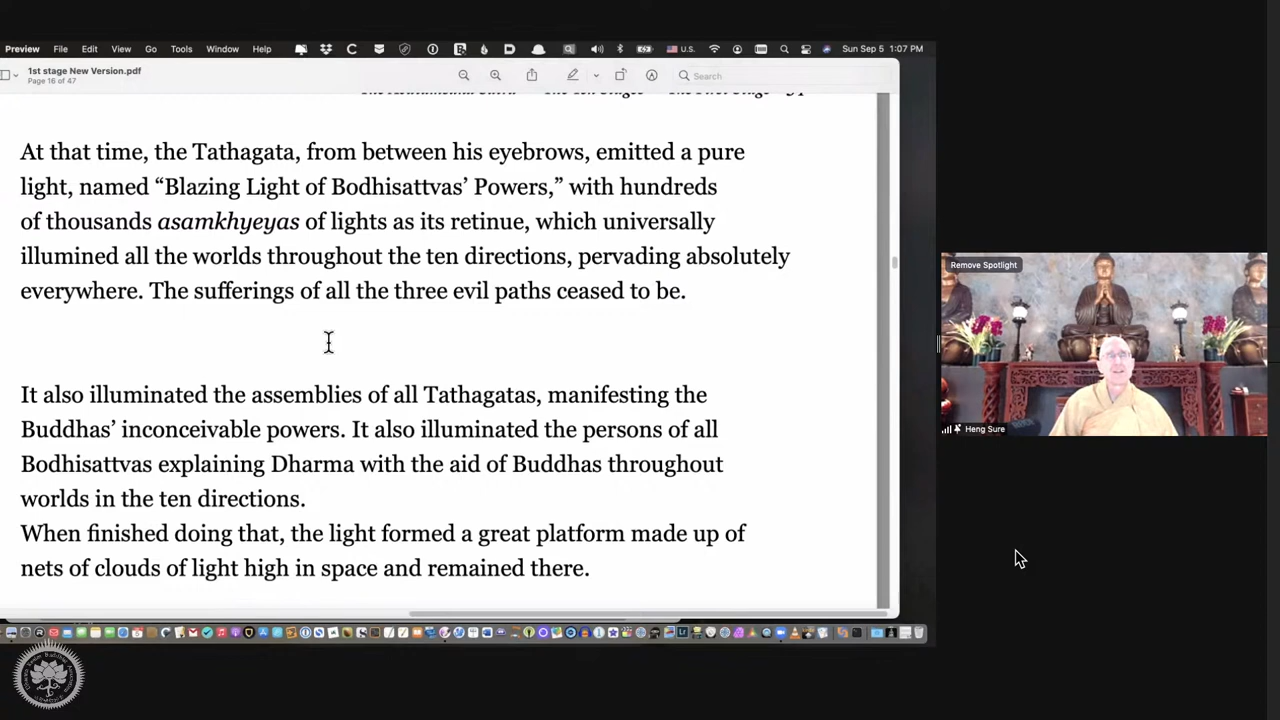 Preview File Edit View Go Tools Window Help U.S. Sun Sep 5 1:07 PM
1st stage New Version.pdf
Page 16 of 47
Search
At that time, the Tathagata, from between his eyebrows, emitted a pure
light, named “Blazing Light of Bodhisattvas’ Powers,” with hundreds
of thousands asamkhyeyas of lights as its retinue, which universally
illumined all the worlds throughout the ten directions, pervading absolutely
everywhere. The sufferings of all the three evil paths ceased to be.
It also illuminated the assemblies of all Tathagatas, manifesting the
Buddhas’ inconceivable powers. It also illuminated the persons of all
Bodhisattvas explaining Dharma with the aid of Buddhas throughout
worlds in the ten directions.
When finished doing that, the light formed a great platform made up of
nets of clouds of light high in space and remained there.
Remove Spotlight
Heng Sure